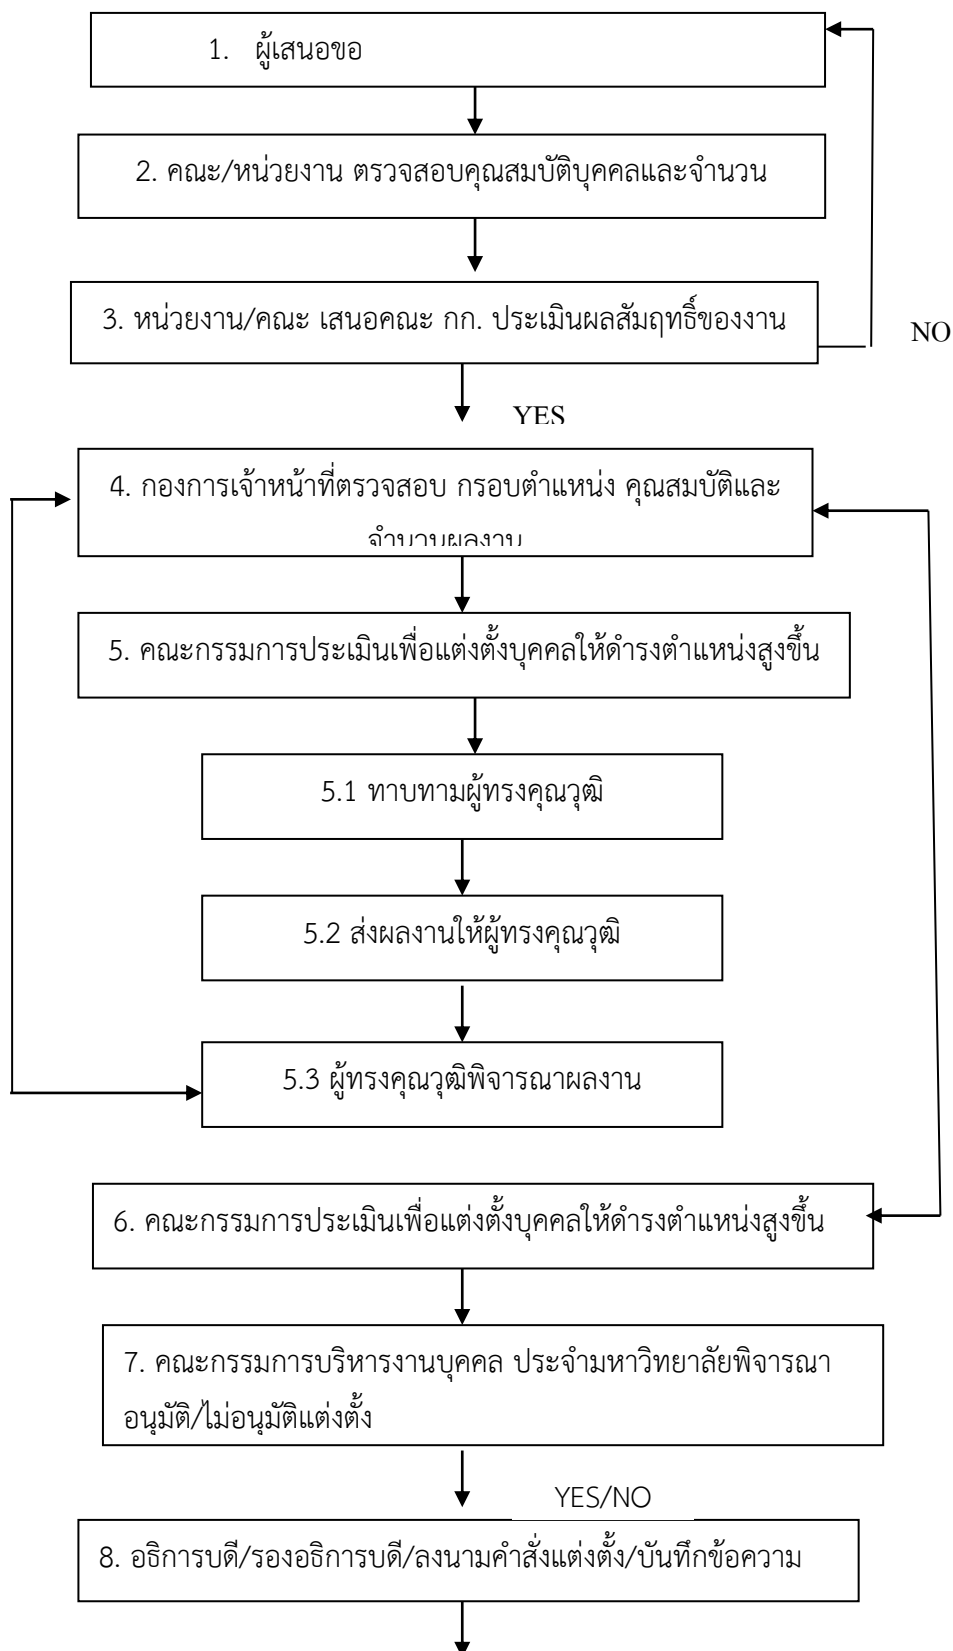 1. ผู้เสนอขอ
2. คณะ/หน่วยงาน ตรวจสอบคุณสมบัติบุคคลและจำนวน
3. หน่วยงาน/คณะ เสนอคณะ กก. ประเมินผลสัมฤทธิ์ของงาน
NO
YES
4. กองการเจ้าหน้าที่ตรวจสอบ กรอบตำแหน่ง คุณสมบัติและ
จำนวนผลงาน
5. คณะกรรมการประเมินเพื่อแต่งตั้งบุคคลให้ดำรงตำแหน่งสูงขึ้น
5.1 ทาบทามผู้ทรงคุณวุฒิ
5.2 ส่งผลงานให้ผู้ทรงคุณวุฒิ
5.3 ผู้ทรงคุณวุฒิพิจารณาผลงาน
6. คณะกรรมการประเมินเพื่อแต่งตั้งบุคคลให้ดำรงตำแหน่งสูงขึ้น
7. คณะกรรมการบริหารงานบุคคล ประจำมหาวิทยาลัยพิจารณา
อนุมัติ/ไม่อนุมัติแต่งตั้ง
YES/NO
8. อธิการบดี/รองอธิการบดี/ลงนามคำสั่งแต่งตั้ง/บันทึกข้อความ